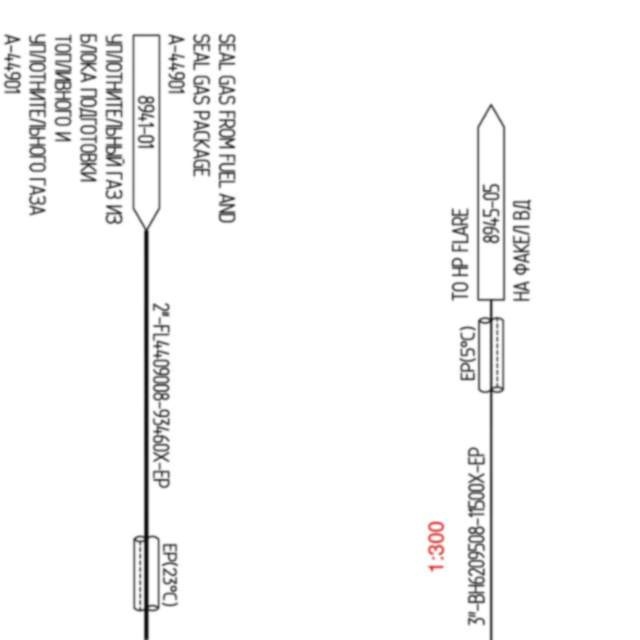 SEAL GAS FROM FUEL AND
SEAL GAS PACKAGE
A-44901
8941-01
УПЛОТНИТЕЛЬНЫЙ ГАЗ ИЗ
БЛОКА ПОДГОТОВКИ
ТОПЛИВНОГО И
УПЛОТНИТЕЛЬНОГО ГАЗА
A-44901
2"-FL4409008-93460X-EP
EP(23°C)
НА ФАКЕЛ ВД
8945-05
TO HP FLARE
EP(5°C)
3"-BH6209508-11500X-EP
1:300